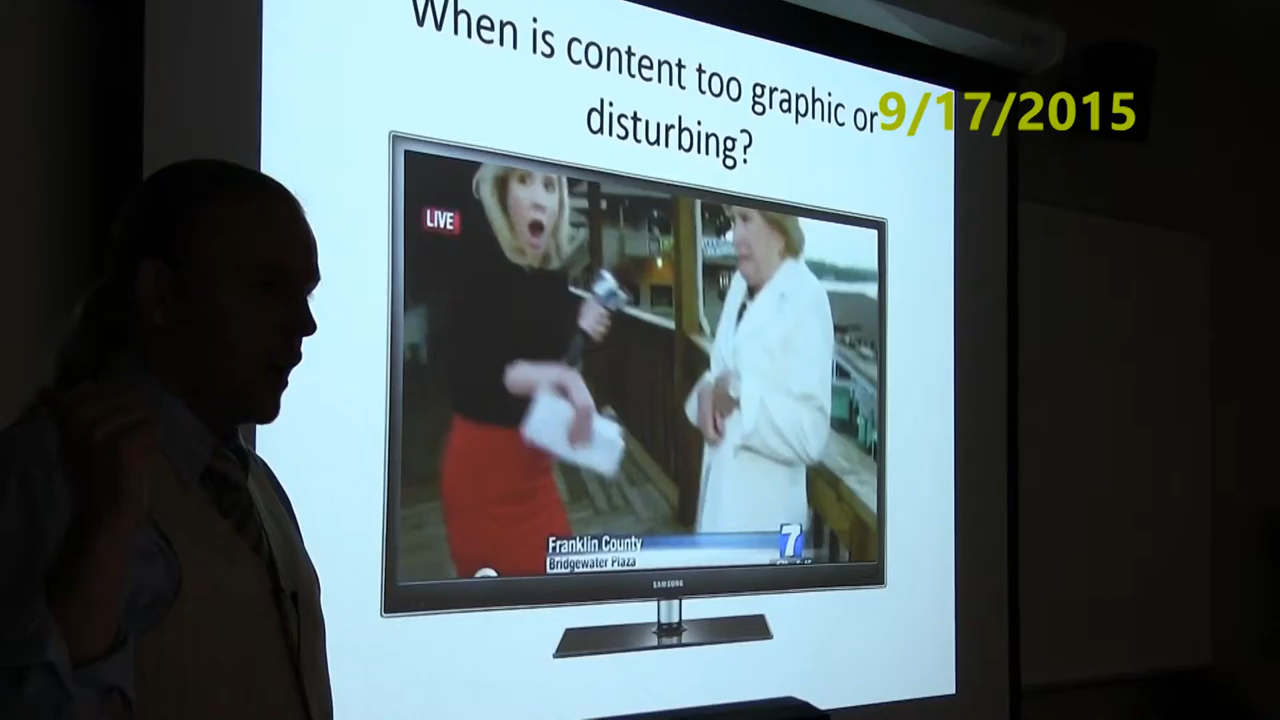 When is content too graphic or
disturbing?
9/17/2015
LIVE
Franklin County
7
Bridgewater Plaza
SAMSUNG